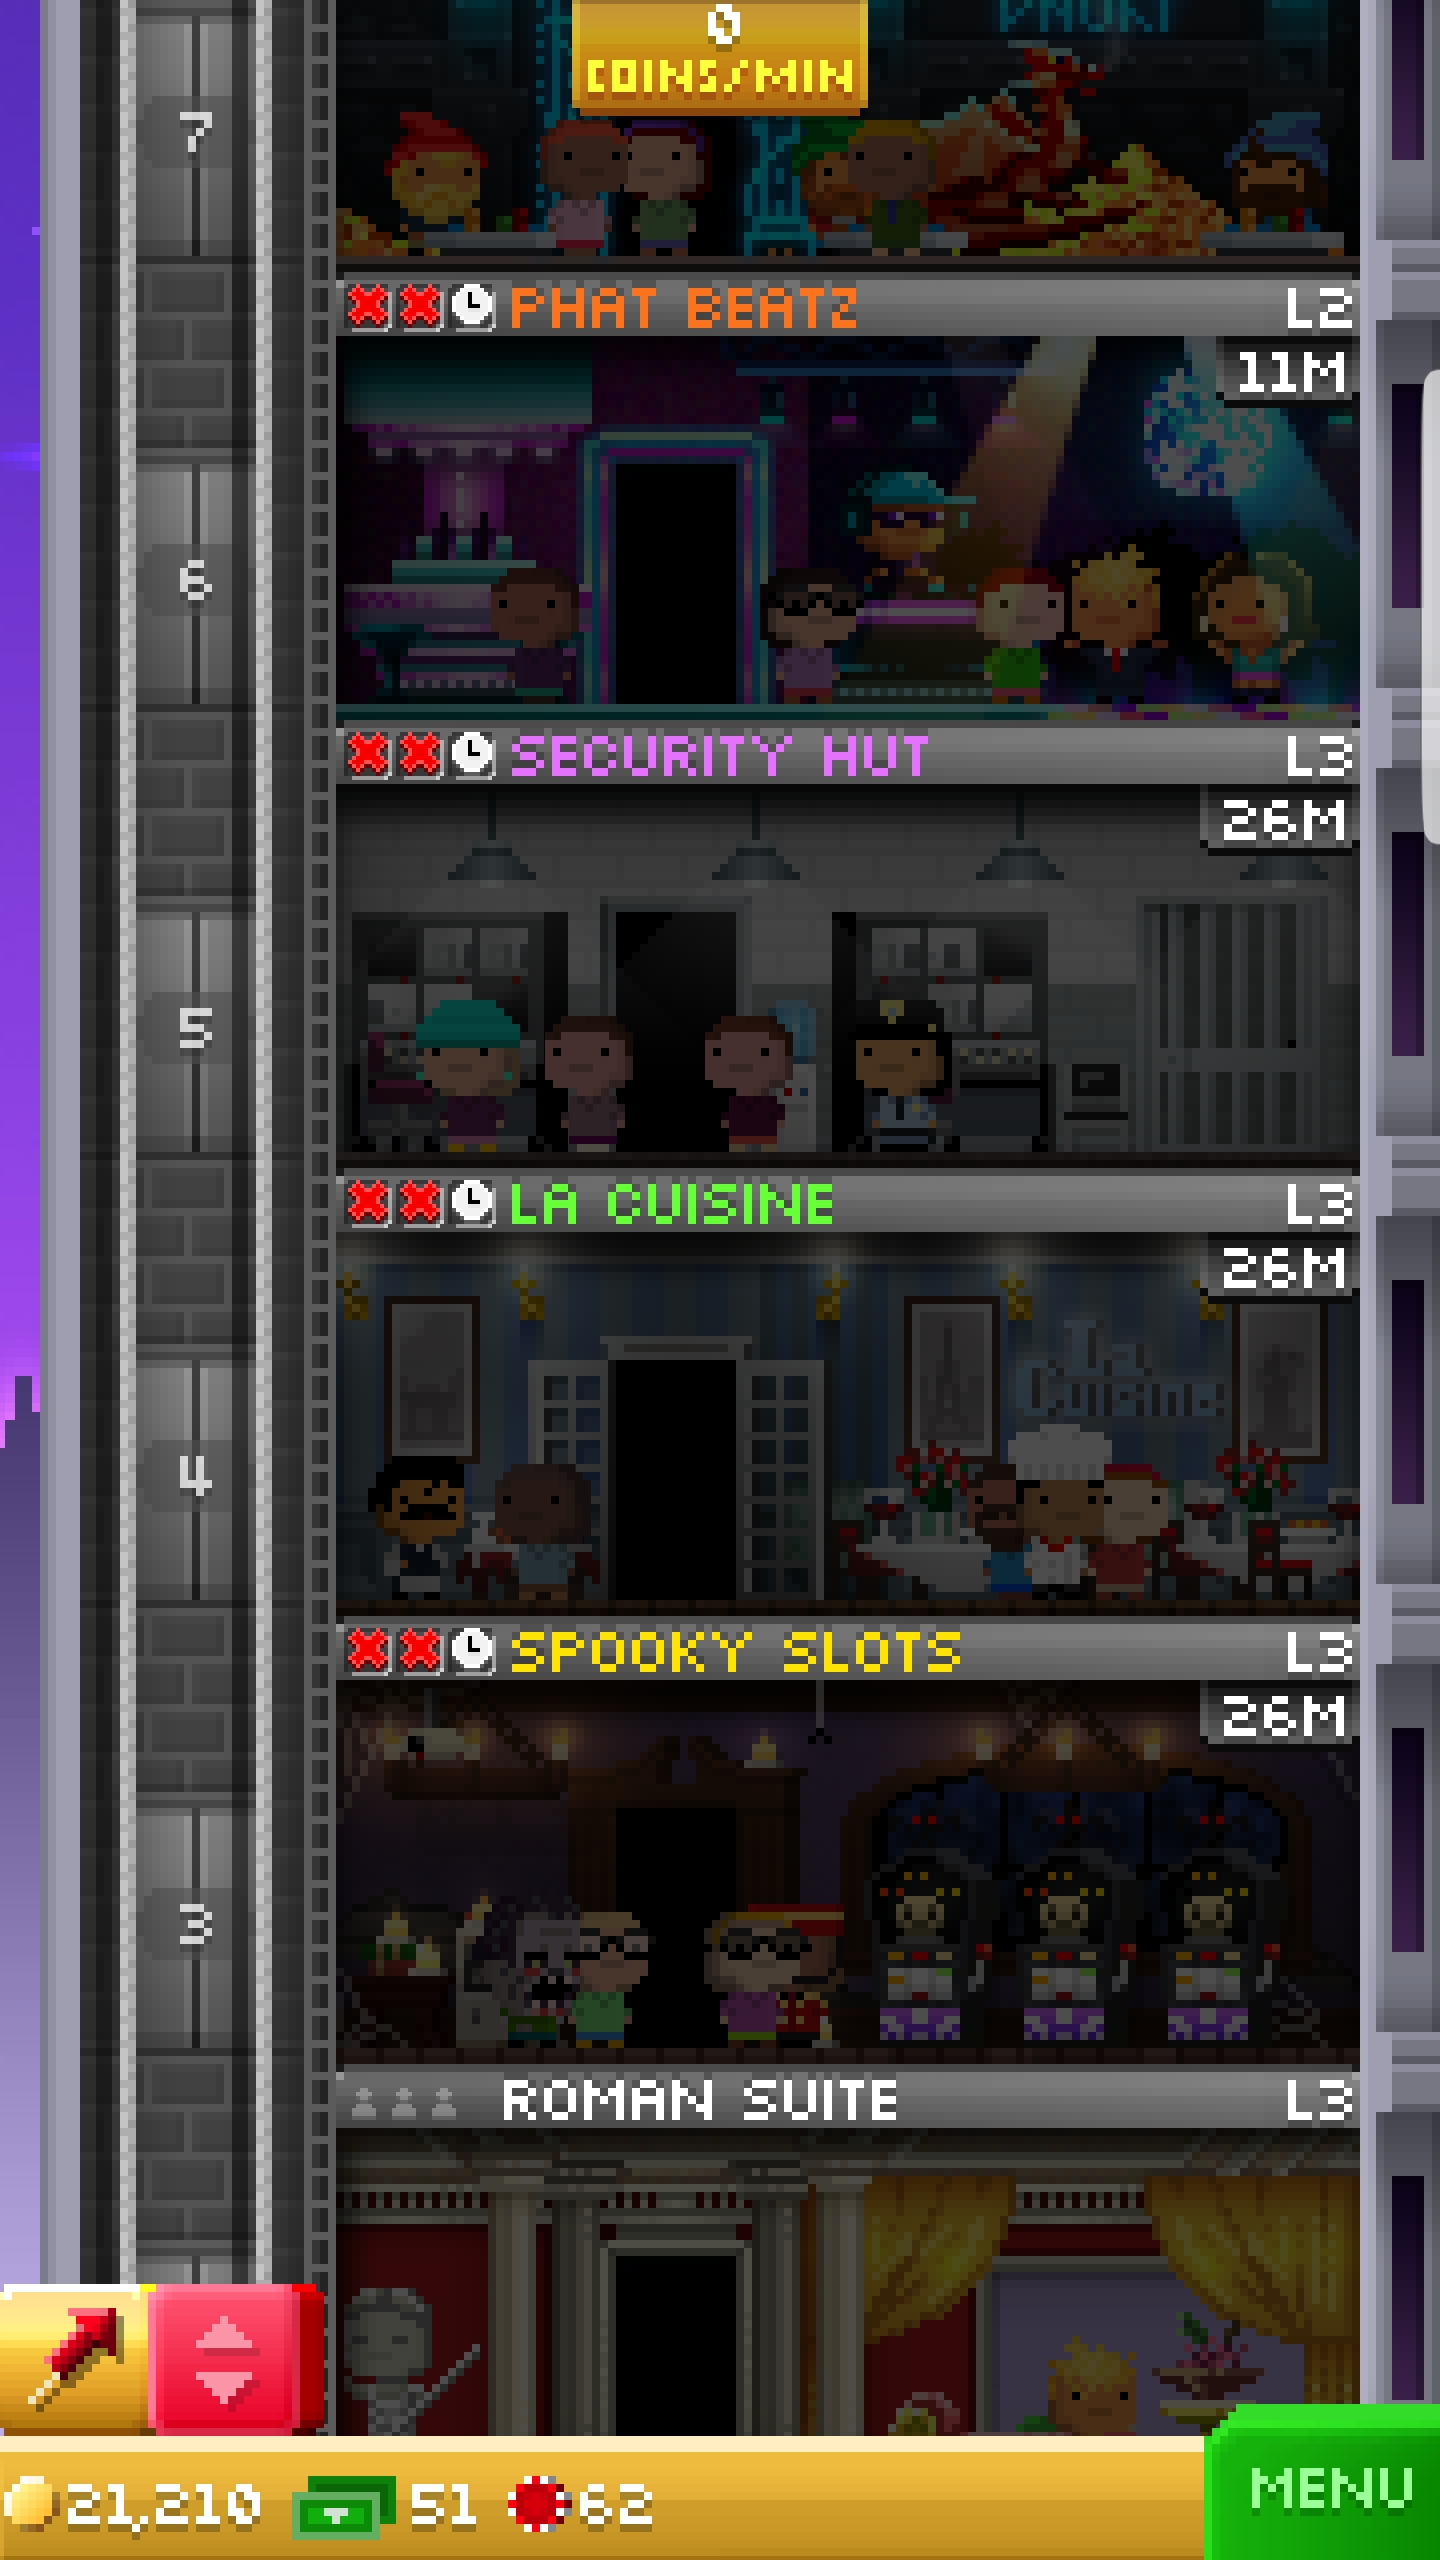 0
COINS/MIN
7
PHAT BEATZ L2
11M
6
SECURITY HUT L3
26M
5
LA CUISINE L3
26M
La
Cuisine
4
SPOOKY SLOTS L3
26M
3
ROMAN SUITE L3
21,210 51 62
MENU